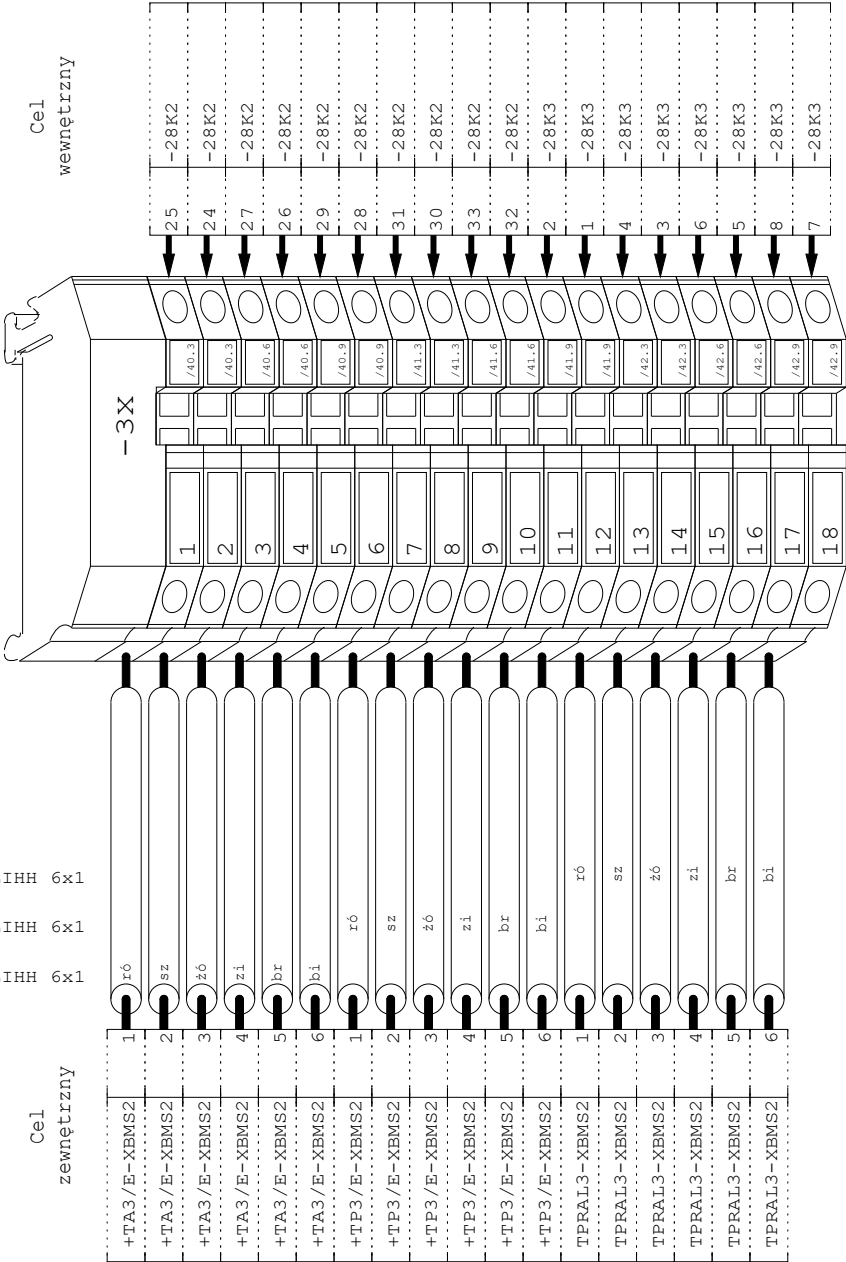 Cel
wewnętrzny
-28K2 25
-28K2 24
-28K2 27
-28K2 26
-28K2 29
-28K2 28
-28K2 31
-28K2 30
-28K2 33
-28K2 32
-28K3 2
-28K3 1
-28K3 4
-28K3 3
-28K3 6
-28K3 5
-28K3 8
-28K3 7
-3X
/40.3
/40.3
/40.6
/40.6
/40.9
/40.9
/41.3
/41.3
/41.6
/41.6
/41.9
/41.9
/42.3
/42.3
/42.6
/42.6
/42.9
/42.9
1
2
3
4
5
6
7
8
9
10
11
12
13
14
15
16
17
18
IHH 6x1
ró
sz
żó
zi
br
bi
IHH 6x1
ró
sz
żó
zi
br
bi
IHH 6x1
ró
sz
żó
zi
br
bi
Cel
zewnętrzny
+TA3/E-XBMS2 1
+TA3/E-XBMS2 2
+TA3/E-XBMS2 3
+TA3/E-XBMS2 4
+TA3/E-XBMS2 5
+TA3/E-XBMS2 6
+TP3/E-XBMS2 1
+TP3/E-XBMS2 2
+TP3/E-XBMS2 3
+TP3/E-XBMS2 4
+TP3/E-XBMS2 5
+TP3/E-XBMS2 6
TPRAL3-XBMS2 1
TPRAL3-XBMS2 2
TPRAL3-XBMS2 3
TPRAL3-XBMS2 4
TPRAL3-XBMS2 5
TPRAL3-XBMS2 6